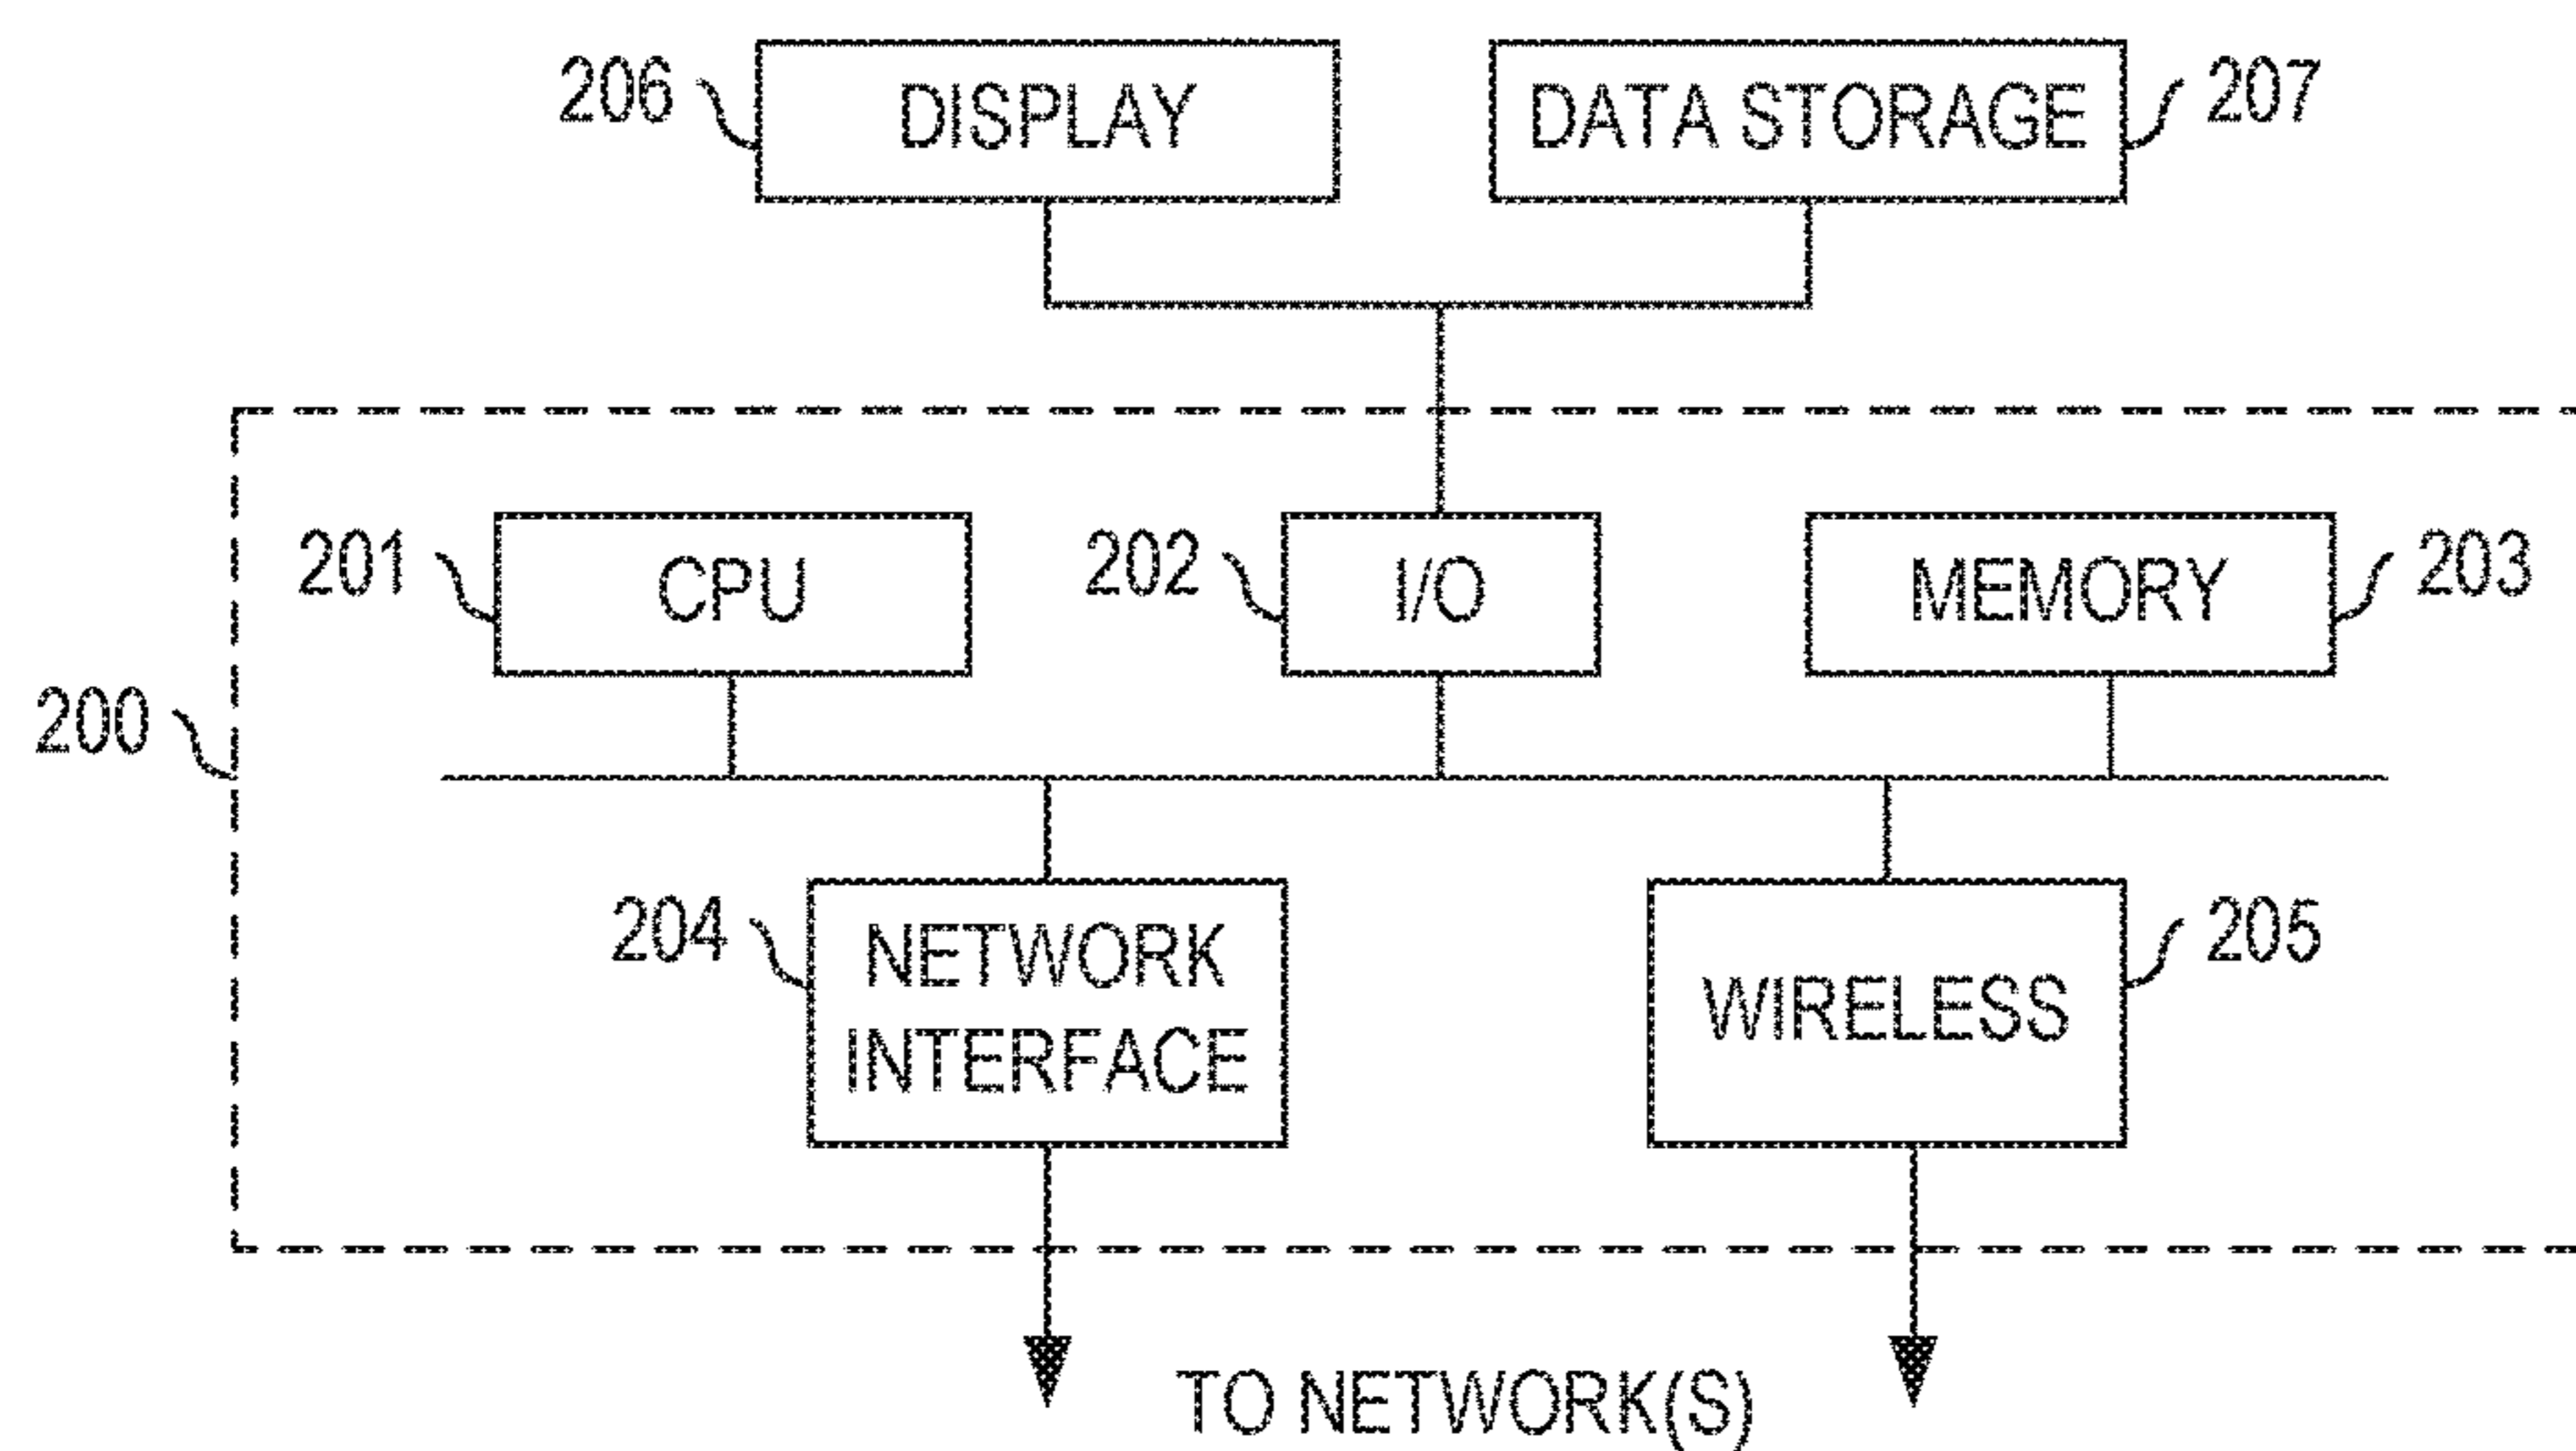 206 DISPLAY DATA STORAGE 207
201 CPU 202 I/O MEMORY 203
200
204 NETWORK INTERFACE WIRELESS 205
TO NETWORK(S)